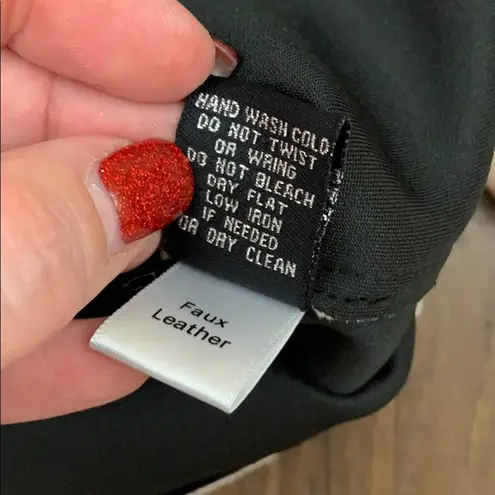 HAND WASH COLD
DO NOT TWIST
OR WRING
DO NOT BLEACH
DRY FLAT
LOW IRON
IF NEEDED
OR DRY CLEAN
Faux
Leather